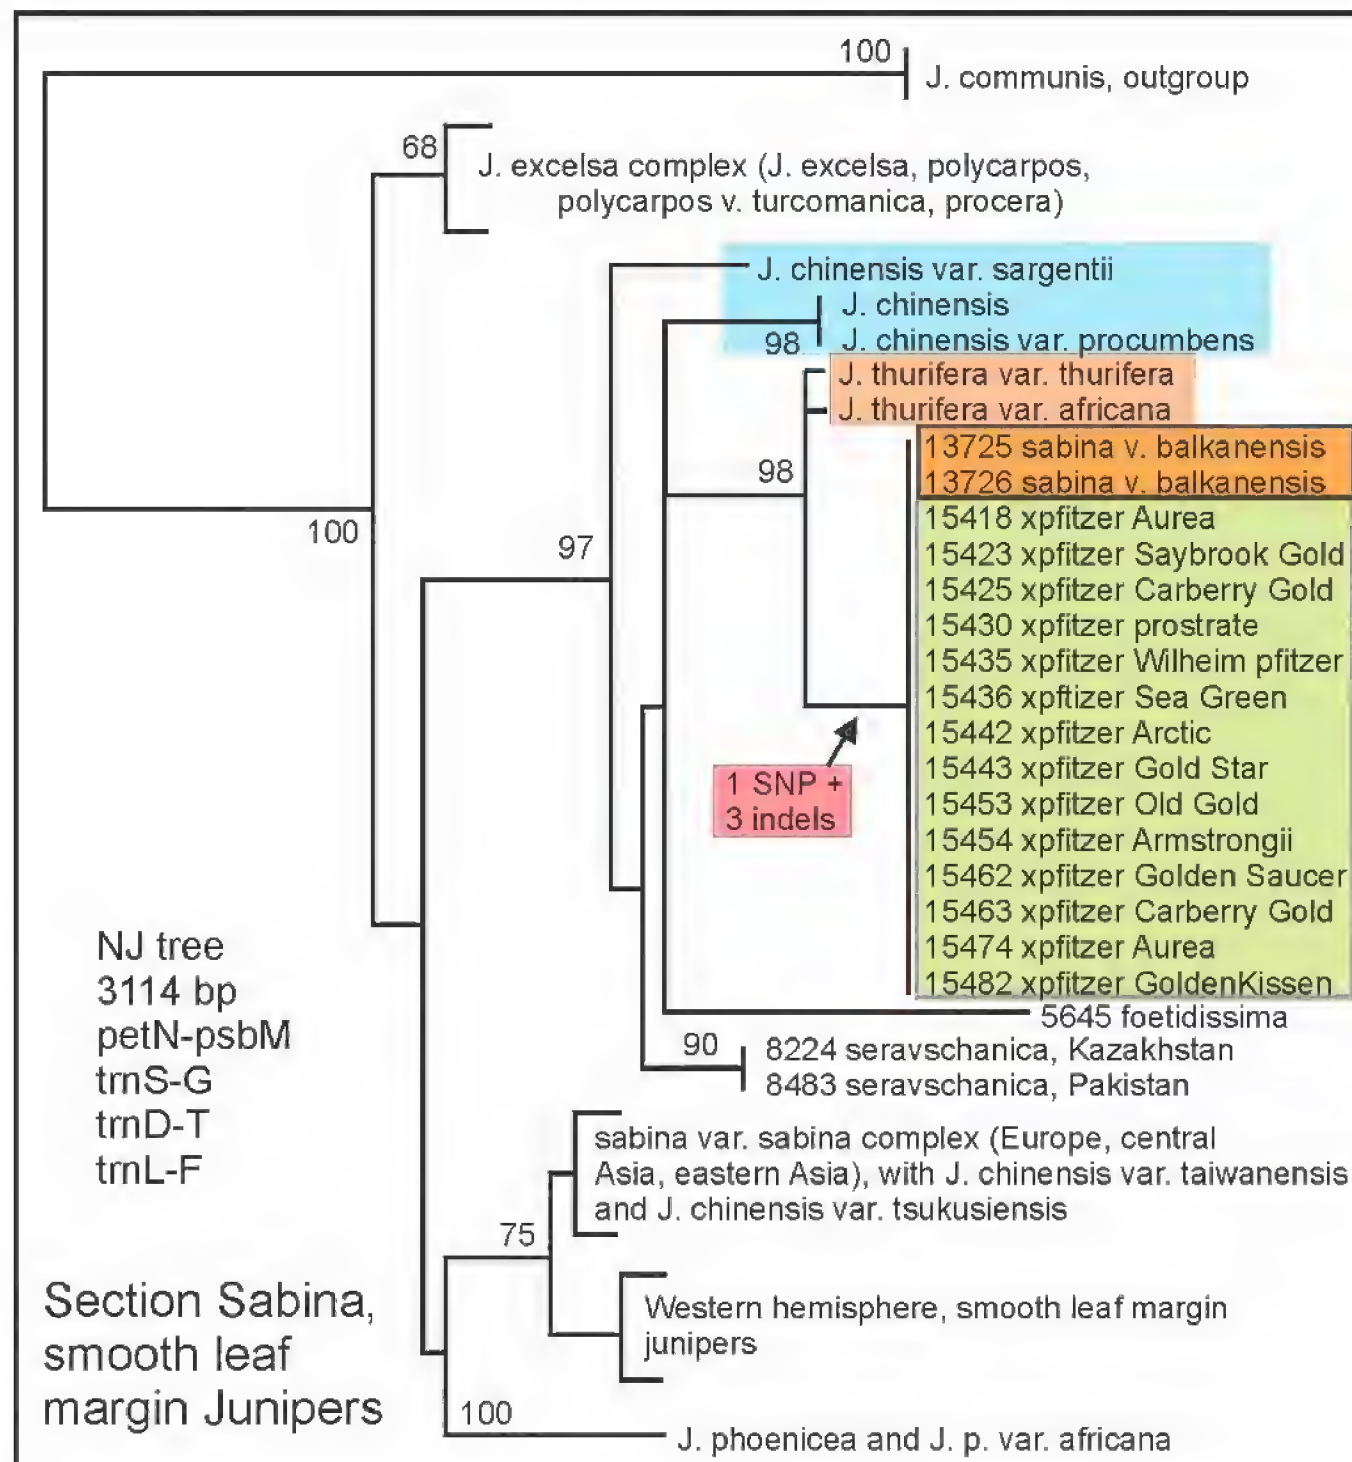 100
J. communis, outgroup
68
J. excelsa complex (J. excelsa, polycarpos,
polycarpos v. turcomanica, procera)
J. chinensis var. sargentii
J. chinensis
98 J. chinensis var. procumbens
J. thurifera var. thurifera
J. thurifera var. africana
98
13725 sabina v. balkanensis
13726 sabina v. balkanensis
15418 xpfitzer Aurea
15423 xpfitzer Saybrook Gold
15425 xpfitzer Carberry Gold
15430 xpfitzer prostrate
15435 xpfitzer Wilheim pfitzer
15436 xpftizer Sea Green
15442 xpfitzer Arctic
15443 xpfitzer Gold Star
15453 xpfitzer Old Gold
15454 xpfitzer Armstrongii
15462 xpfitzer Golden Saucer
15463 xpfitzer Carberry Gold
15474 xpfitzer Aurea
15482 xpfitzer GoldenKissen
100
97
1 SNP +
3 indels
5645 foetidissima
90
8224 seravschanica, Kazakhstan
8483 seravschanica, Pakistan
NJ tree
3114 bp
petN-psbM
trnS-G
trnD-T
trnL-F
sabina var. sabina complex (Europe, central
Asia, eastern Asia), with J. chinensis var. taiwanensis
and J. chinensis var. tsukusiensis
75
Western hemisphere, smooth leaf margin
junipers
Section Sabina,
smooth leaf
margin Junipers
100
J. phoenicea and J. p. var. africana